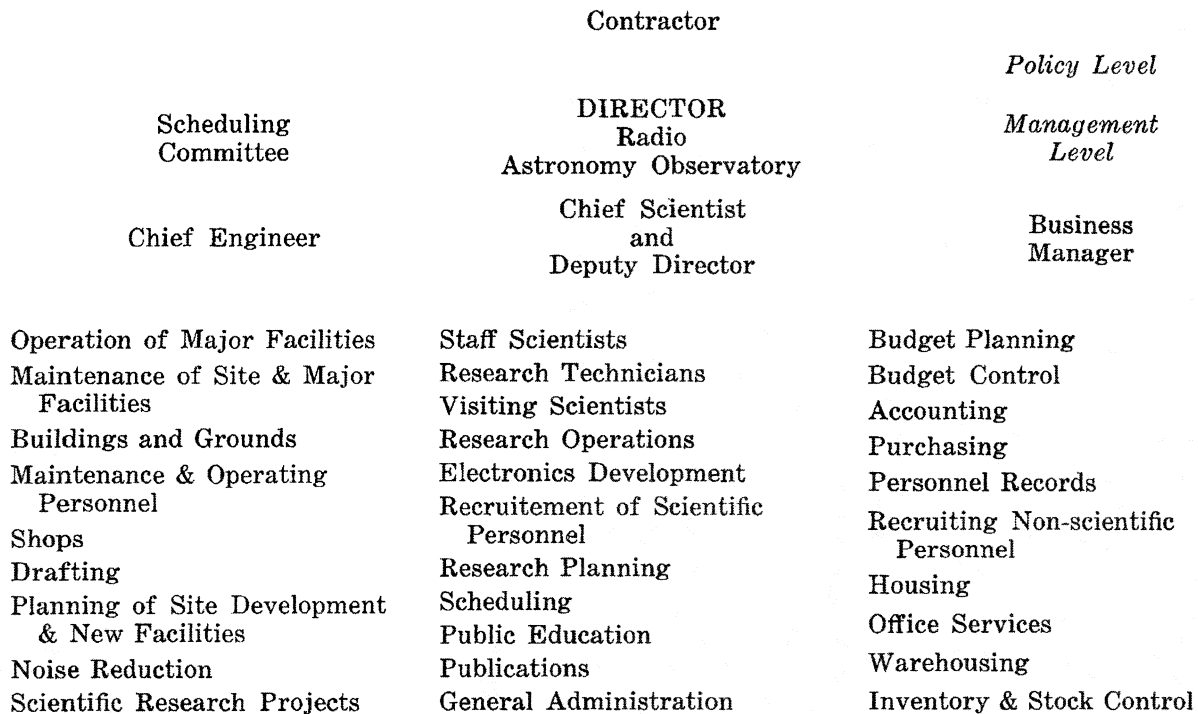 Contractor
Policy Level
Scheduling
Committee
DIRECTOR
Radio
Astronomy Observatory
Management
Level
Chief Engineer
Chief Scientist
and
Deputy Director
Business
Manager
Operation of Major Facilities
Maintenance of Site & Major
Facilities
Buildings and Grounds
Maintenance & Operating
Personnel
Shops
Drafting
Planning of Site Development
& New Facilities
Noise Reduction
Scientific Research Projects
Staff Scientists
Research Technicians
Visiting Scientists
Research Operations
Electronics Development
Recruitement of Scientific
Personnel
Research Planning
Scheduling
Public Education
Publications
General Administration
Budget Planning
Budget Control
Accounting
Purchasing
Personnel Records
Recruiting Non-scientific
Personnel
Housing
Office Services
Warehousing
Inventory & Stock Control